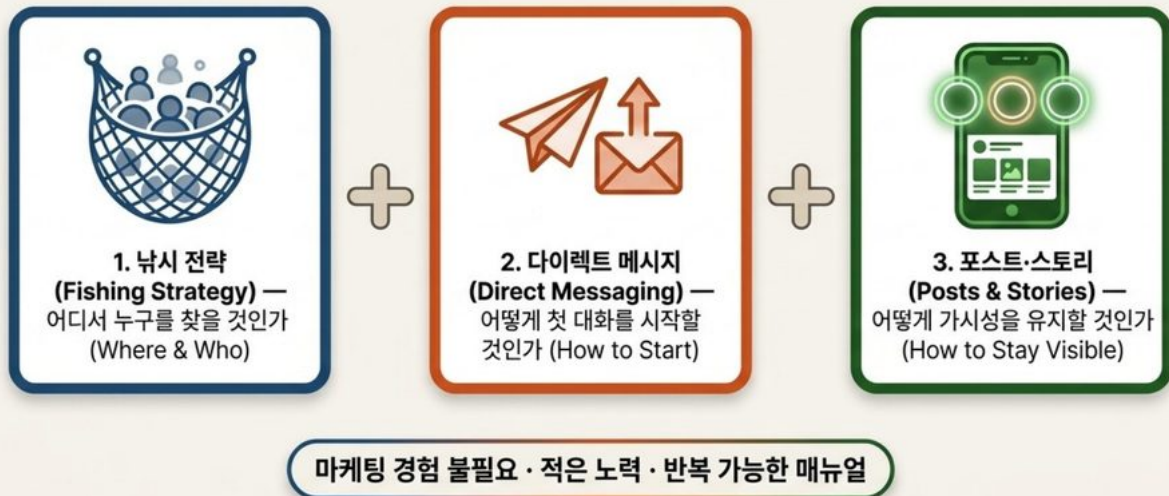 1. 낚시 전략
(Fishing Strategy) —
어디서 누구를 찾을 것인가
(Where & Who)
2. 다이렉트 메시지
(Direct Messaging) —
어떻게 첫 대화를 시작할
것인가 (How to Start)
3. 포스트·스토리
(Posts & Stories) —
어떻게 가시성을 유지할 것인가
(How to Stay Visible)
마케팅 경험 불필요 · 적은 노력 · 반복 가능한 매뉴얼